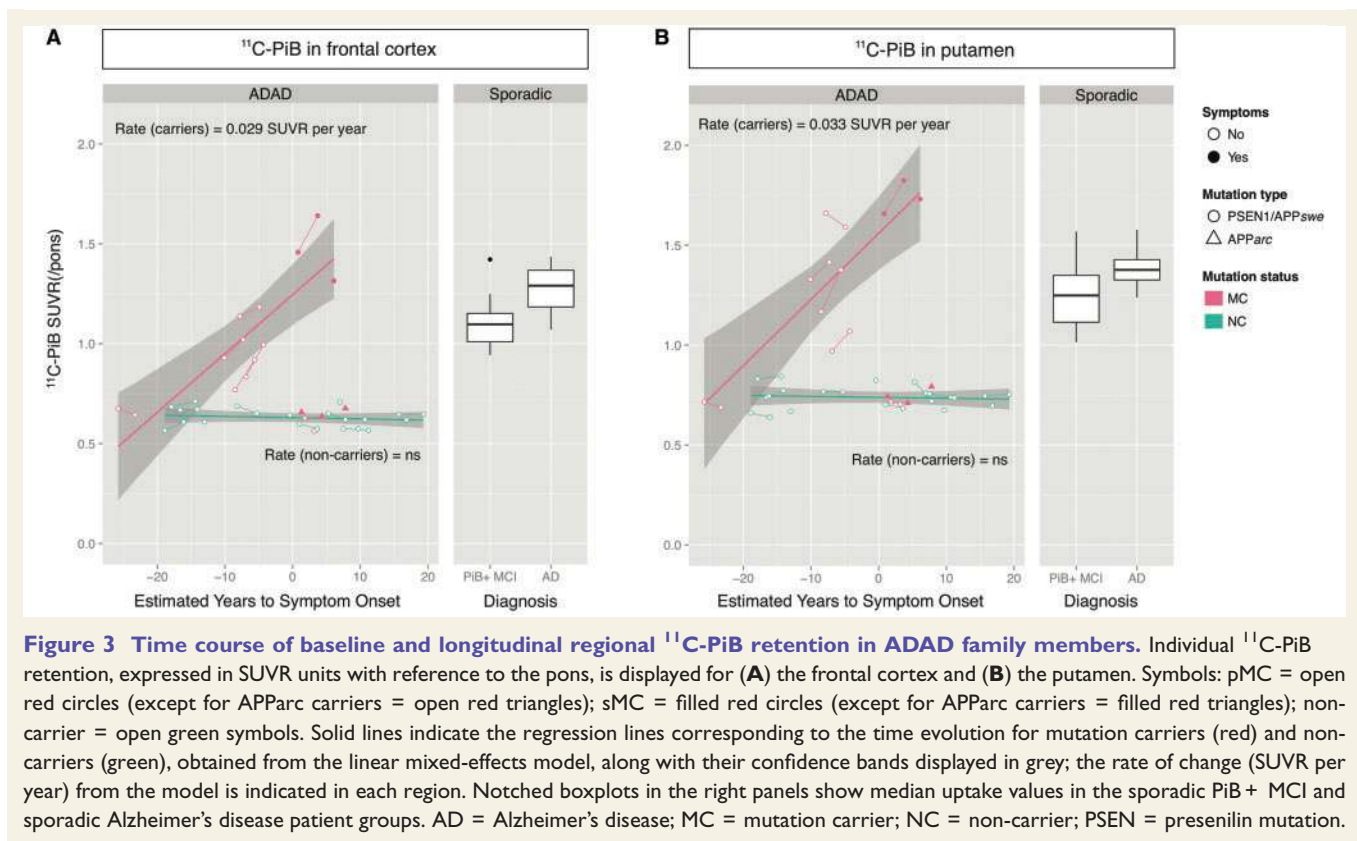 A
¹¹C-PiB in frontal cortex
ADAD
Sporadic
Rate (carriers) = 0.029 SUVR per year
¹¹C-PiB SUVR(/pons)
2.0
1.5
1.0
0.5
0.0
Rate (non-carriers) = ns
−20
−10
0
10
20
PiB+ MCI
AD
Estimated Years to Symptom Onset
Diagnosis
B
¹¹C-PiB in putamen
ADAD
Sporadic
Rate (carriers) = 0.033 SUVR per year
2.0
1.5
1.0
0.5
0.0
Rate (non-carriers) = ns
−20
−10
0
10
20
PiB+ MCI
AD
Estimated Years to Symptom Onset
Diagnosis
Symptoms
No
Yes
Mutation type
PSEN1/APPswe
APParc
Mutation status
MC
NC
Figure 3 Time course of baseline and longitudinal regional ¹¹C-PiB retention in ADAD family members. Individual ¹¹C-PiB
retention, expressed in SUVR units with reference to the pons, is displayed for (A) the frontal cortex and (B) the putamen. Symbols: pMC = open
red circles (except for APParc carriers = open red triangles); sMC = filled red circles (except for APParc carriers = filled red triangles); non-
carrier = open green symbols. Solid lines indicate the regression lines corresponding to the time evolution for mutation carriers (red) and non-
carriers (green), obtained from the linear mixed-effects model, along with their confidence bands displayed in grey; the rate of change (SUVR per
year) from the model is indicated in each region. Notched boxplots in the right panels show median uptake values in the sporadic PiB+ MCI and
sporadic Alzheimer's disease patient groups. AD = Alzheimer's disease; MC = mutation carrier; NC = non-carrier; PSEN = presenilin mutation.